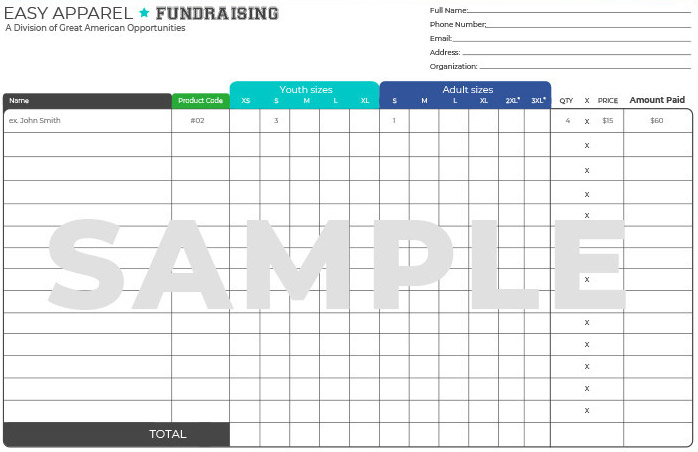 EASY APPAREL ★ FUNDRAISING
A Division of Great American Opportunities
Full Name:
Phone Number:
Email:
Address:
Organization:
Youth sizes Adult sizes
Name Product Code XS S M L XL S M L XL 2XL* 3XL* QTY X PRICE Amount Paid
ex. John Smith #02 3 1 4 x $15 $60
x
x
x
x
SAMPLE
x
x
x
x
x
x
TOTAL